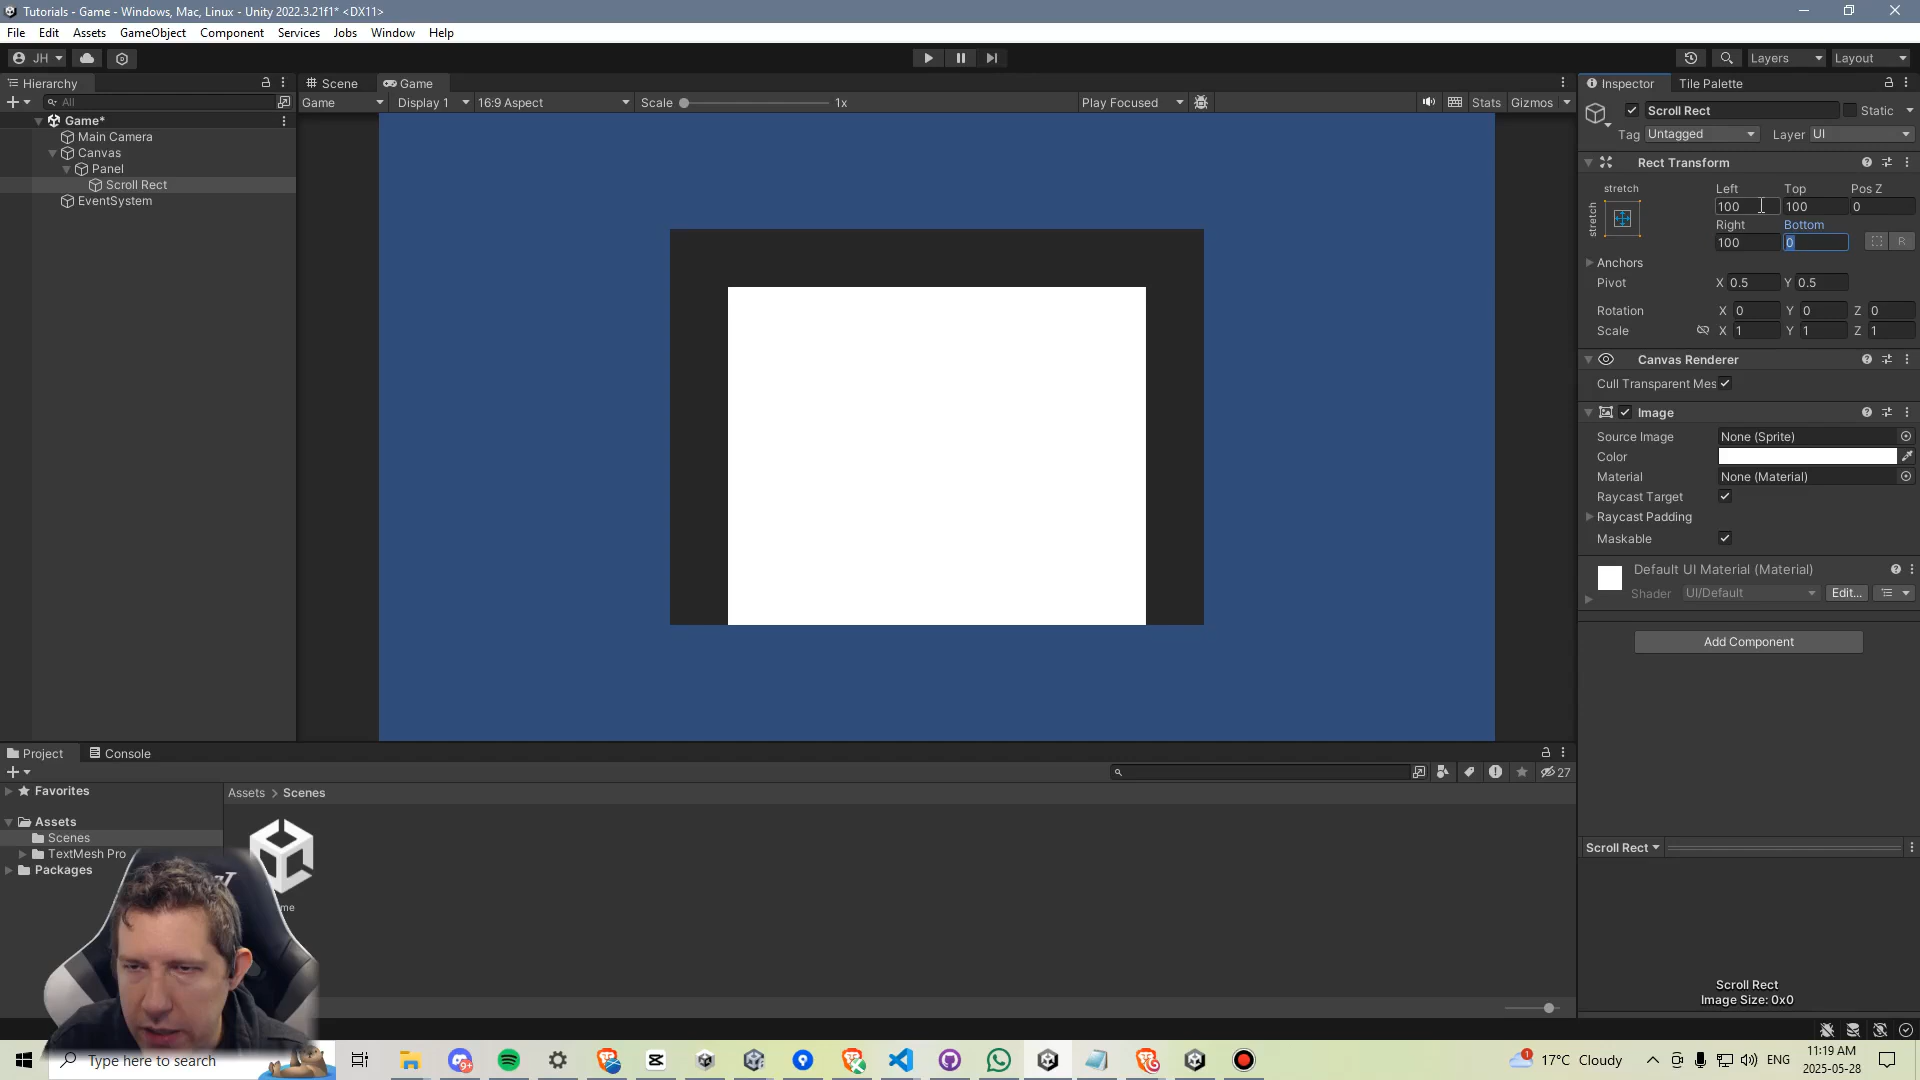 Tutorials - Game - Windows, Mac, Linux - Unity 2022.3.21f1* <DX11>
File Edit Assets GameObject Component Services Jobs Window Help
JH Layers Layout
Hierarchy
All
Game*
Main Camera
Canvas
Panel
Scroll Rect
EventSystem
Scene Game
Game Display 1 16:9 Aspect Scale 1x Play Focused Stats Gizmos
Inspector Tile Palette
Scroll Rect Static
Tag Untagged Layer UI
Rect Transform
stretch Left Top Pos Z
stretch 100 100 0
Right Bottom
100 0 R
Anchors
Pivot X 0.5 Y 0.5
Rotation X 0 Y 0 Z 0
Scale X 1 Y 1 Z 1
Canvas Renderer
Cull Transparent Mes
Image
Source Image None (Sprite)
Color
Material None (Material)
Raycast Target
Raycast Padding
Maskable
Default UI Material (Material)
Shader UI/Default Edit...
Add Component
Scroll Rect
Scroll Rect
Image Size: 0x0
Project Console
27
Favorites
Assets
Scenes
TextMesh Pro
Packages
Assets > Scenes
Type here to search
9+
1
17°C Cloudy
ENG
11:19 AM
2025-05-28